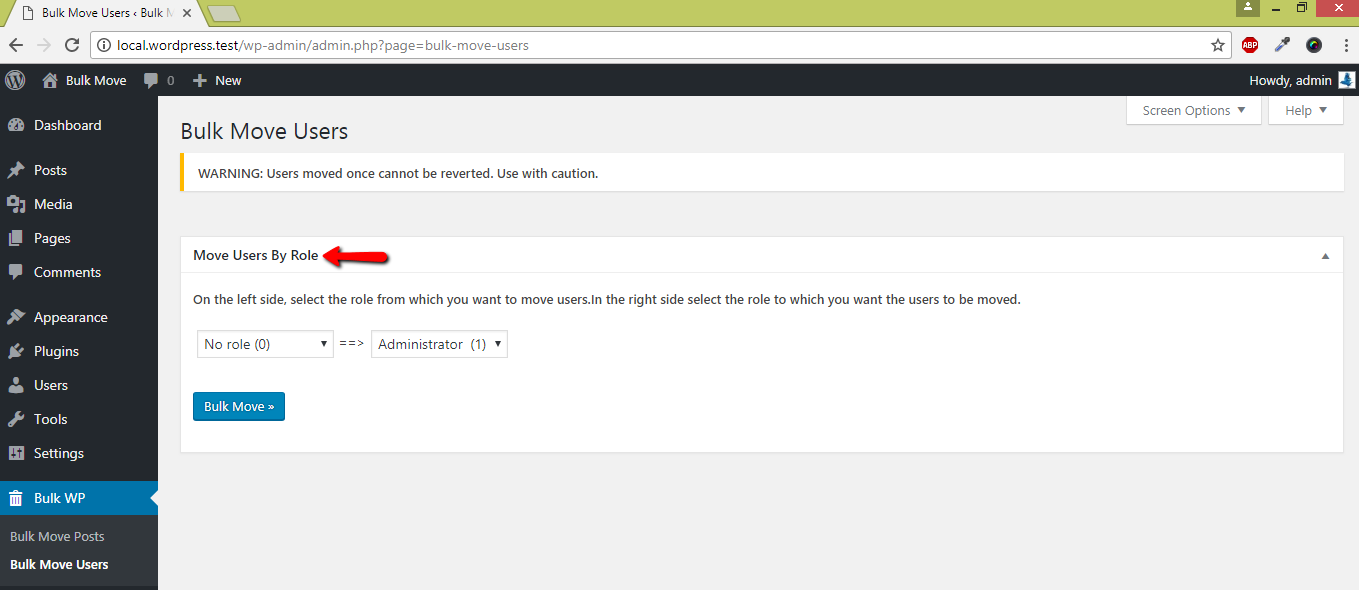 Bulk Move Users ‹ Bulk M
local.wordpress.test/wp-admin/admin.php?page=bulk-move-users
ABP
Bulk Move 0 New Howdy, admin
Screen Options Help
Dashboard
Posts
Media
Pages
Comments
Appearance
Plugins
Users
Tools
Settings
Bulk WP
Bulk Move Posts
Bulk Move Users
Bulk Move Users
WARNING: Users moved once cannot be reverted. Use with caution.
Move Users By Role
On the left side, select the role from which you want to move users.In the right side select the role to which you want the users to be moved.
No role (0) ==> Administrator (1)
Bulk Move »